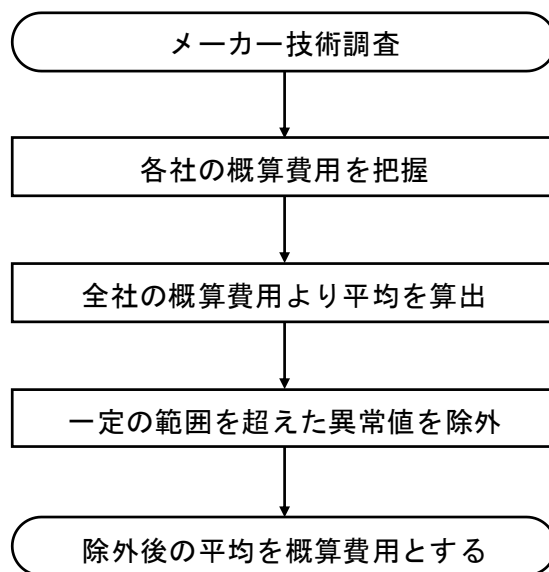 メーカー技術調査
各社の概算費用を把握
全社の概算費用より平均を算出
一定の範囲を超えた異常値を除外
除外後の平均を概算費用とする